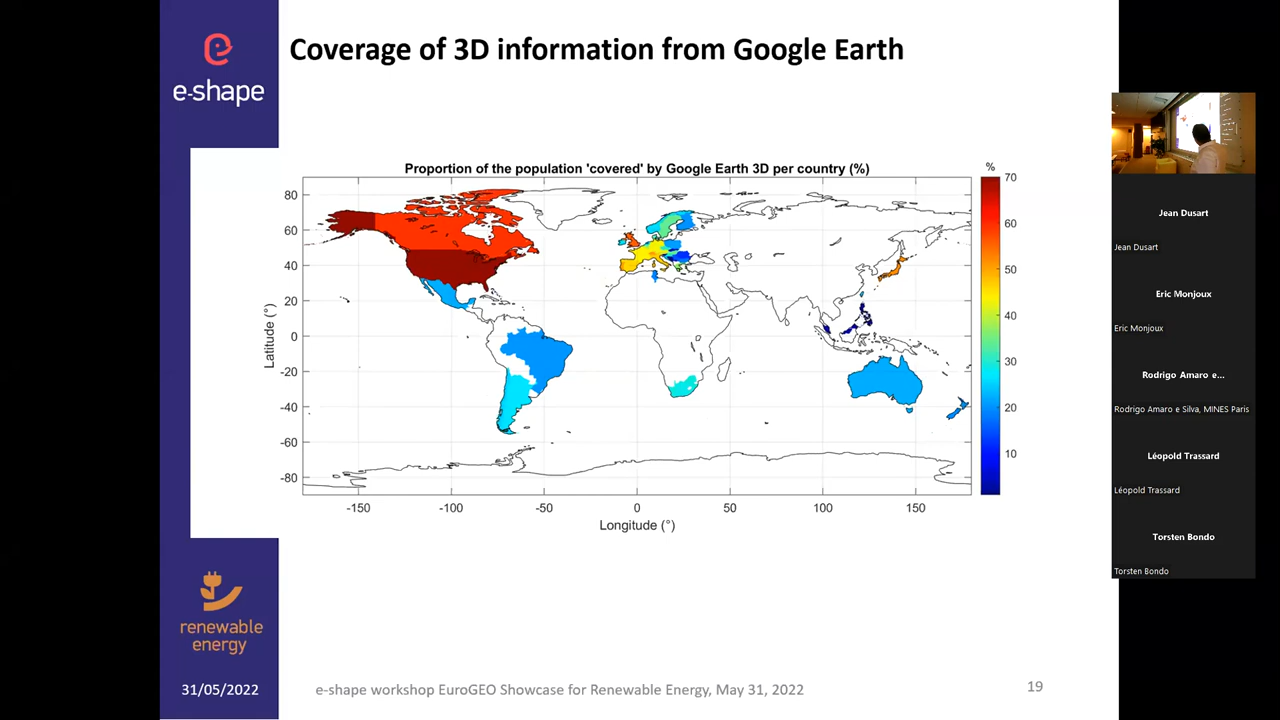 e-shape
Coverage of 3D information from Google Earth
Proportion of the population 'covered' by Google Earth 3D per country (%)
%
70
60
50
40
30
20
10
80
60
40
20
0
-20
-40
-60
-80
Latitude (°)
-150
-100
-50
0
50
100
150
Longitude (°)
renewable
energy
31/05/2022
e-shape workshop EuroGEO Showcase for Renewable Energy, May 31, 2022
19
Jean Dusart
Jean Dusart
Eric Monjoux
Eric Monjoux
Rodrigo Amaro e...
Rodrigo Amaro e Silva, MINES Paris
Léopold Trassard
Léopold Trassard
Torsten Bondo
Torsten Bondo